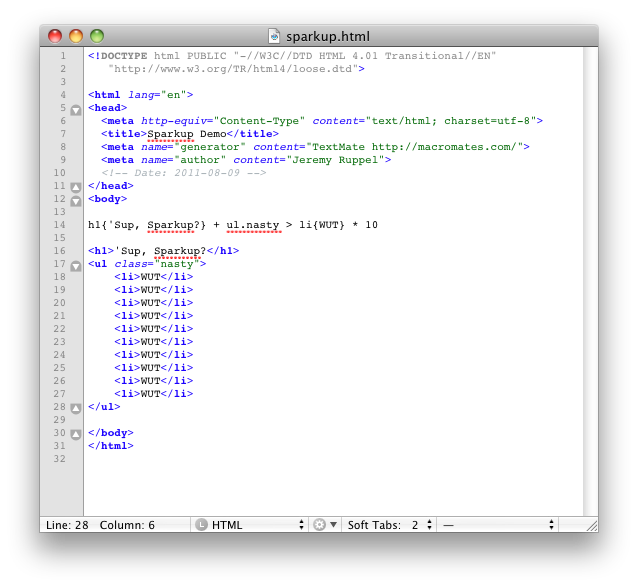 sparkup.html
1 <!DOCTYPE html PUBLIC "-//W3C//DTD HTML 4.01 Transitional//EN"
2    "http://www.w3.org/TR/html4/loose.dtd">
3
4 <html lang="en">
5 <head>
6   <meta http-equiv="Content-Type" content="text/html; charset=utf-8">
7   <title>Sparkup Demo</title>
8   <meta name="generator" content="TextMate http://macromates.com/">
9   <meta name="author" content="Jeremy Ruppel">
10   <!-- Date: 2011-08-09 -->
11 </head>
12 <body>
13
14 h1{'Sup, Sparkup?} + ul.nasty > li{WUT} * 10
15
16 <h1>'Sup, Sparkup?</h1>
17 <ul class="nasty">
18     <li>WUT</li>
19     <li>WUT</li>
20     <li>WUT</li>
21     <li>WUT</li>
22     <li>WUT</li>
23     <li>WUT</li>
24     <li>WUT</li>
25     <li>WUT</li>
26     <li>WUT</li>
27     <li>WUT</li>
28 </ul>
29
30 </body>
31 </html>
32
Line: 28 Column: 6 L HTML Soft Tabs: 2 —